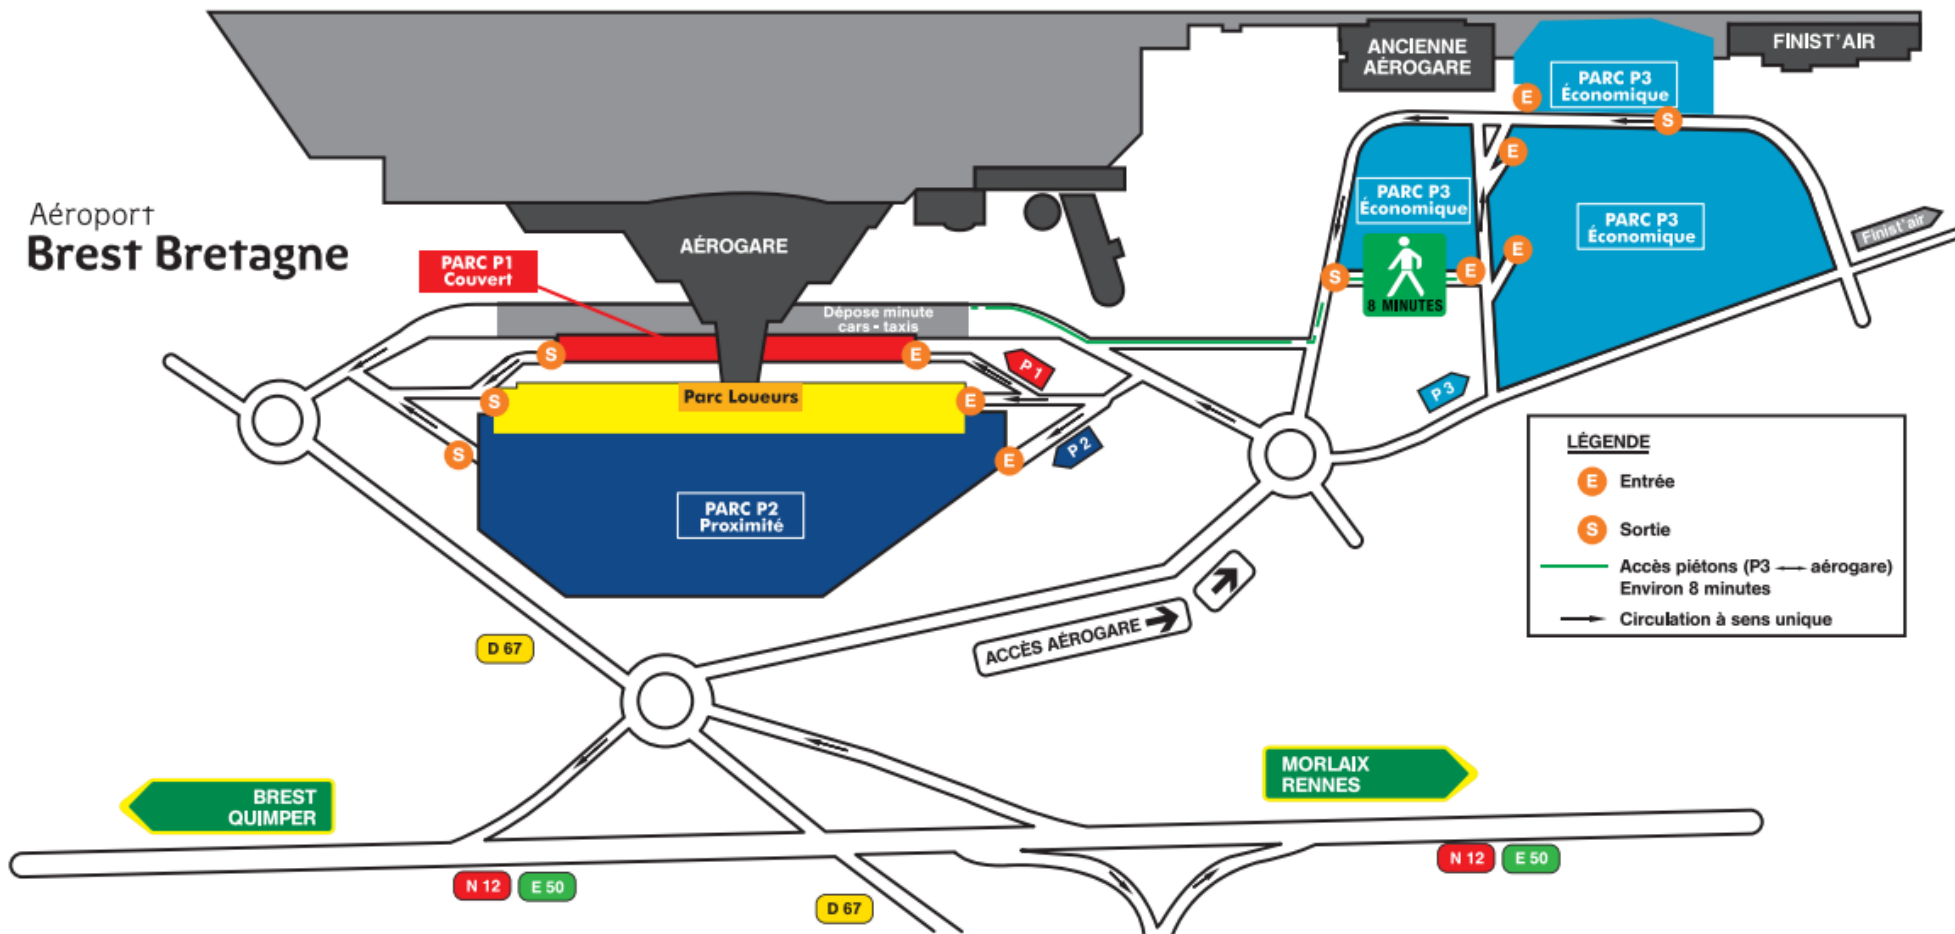 ANCIENNE
AÉROGARE
FINIST'AIR
PARC P3
Économique
E
S
E
PARC P3
Économique
PARC P3
Économique
Aéroport
Brest Bretagne
AÉROGARE
Finist'air
PARC P1
Couvert
E
S
E
8 MINUTES
Dépose minute
cars - taxis
S
E
P 1
P 3
Parc Loueurs
S
E
S
E
P 2
PARC P2
Proximité
LÉGENDE
E Entrée
S Sortie
Accès piétons (P3 ⟷ aérogare)
Environ 8 minutes
Circulation à sens unique
D 67
ACCÈS AÉROGARE
BREST
QUIMPER
MORLAIX
RENNES
N 12 E 50
N 12 E 50
D 67